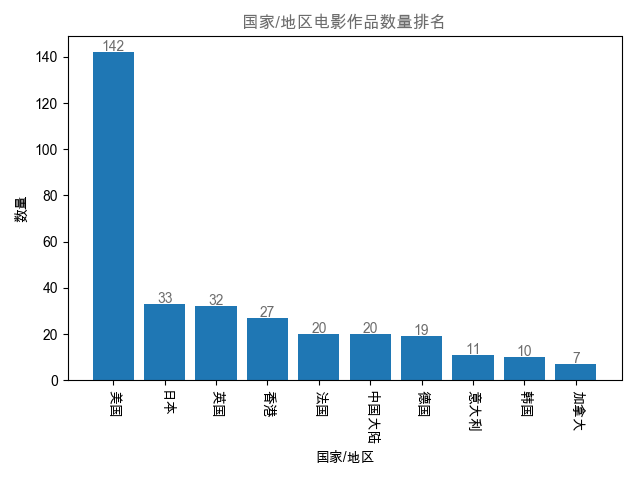 国家/地区电影作品数量排名
数量
140
120
100
80
60
40
20
0
142
33
32
27
20
20
19
11
10
7
美国
日本
英国
香港
法国
中国大陆
德国
意大利
韩国
加拿大
国家/地区